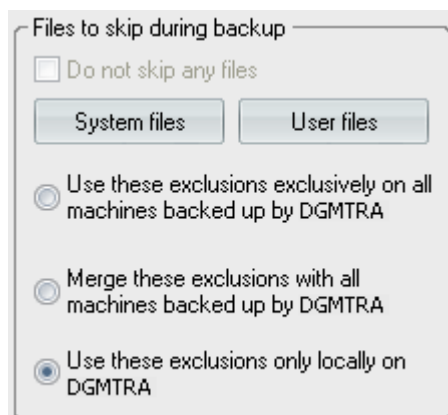 Files to skip during backup
Do not skip any files
System files
User files
Use these exclusions exclusively on all
machines backed up by DGMTRA
Merge these exclusions with all
machines backed up by DGMTRA
Use these exclusions only locally on
DGMTRA